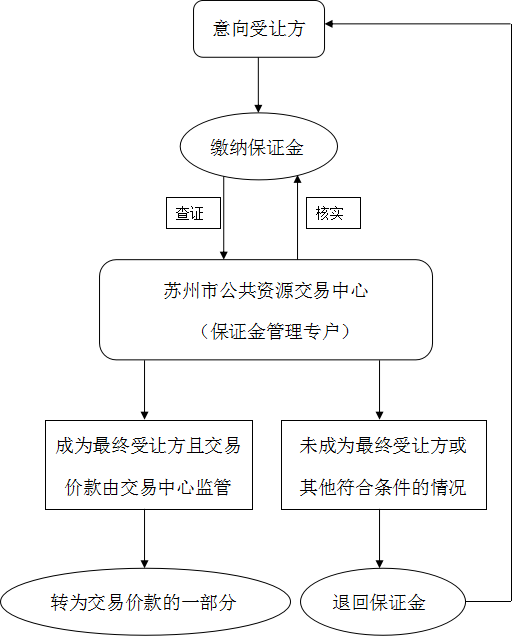 意向受让方
缴纳保证金
查证
核实
苏州市公共资源交易中心
（保证金管理专户）
成为最终受让方且交易
价款由交易中心监管
未成为最终受让方或
其他符合条件的情况
转为交易价款的一部分
退回保证金